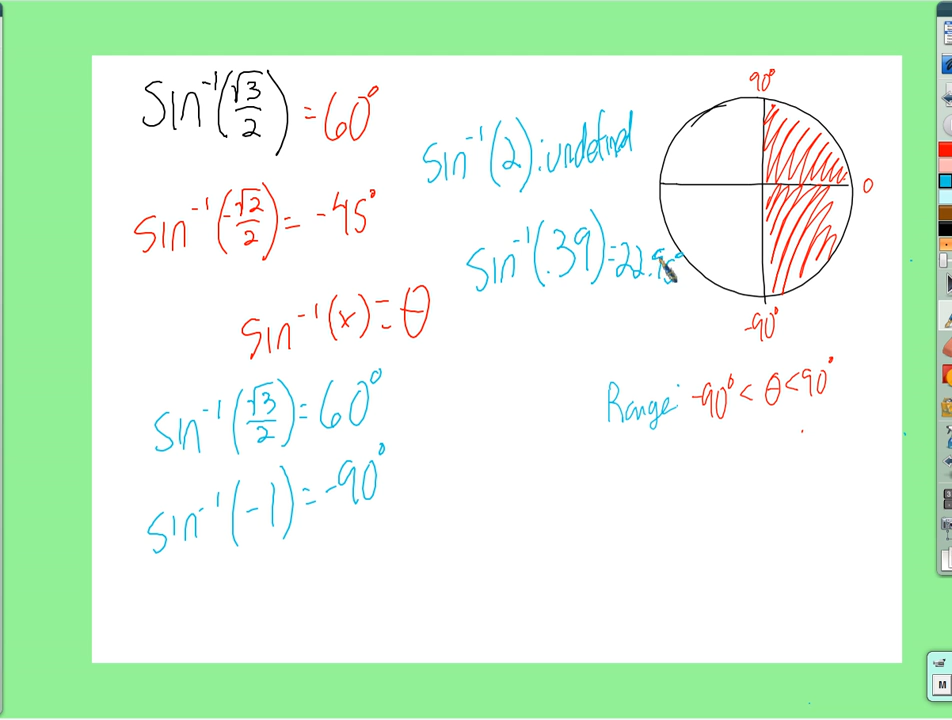 Sin⁻¹(√3/2) = 60°
90°
sin⁻¹(2): undefined
0
sin⁻¹(-√2/2) = -45°
sin⁻¹(.39) = 22.95°
sin⁻¹(x) = θ
-90°
Range: -90° < θ < 90°
sin⁻¹(√3/2) = 60°
sin⁻¹(-1) = -90°
M